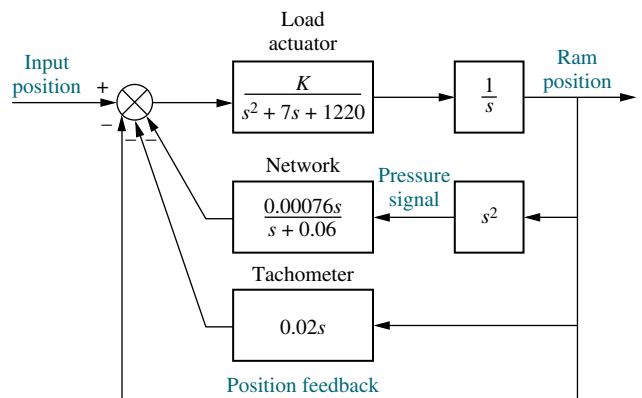 Load
actuator
Input
position
Ram
position
+
−
−
−
K
s² + 7s + 1220
1
s
Network
Pressure
signal
0.00076s
s + 0.06
s²
Tachometer
0.02s
Position feedback